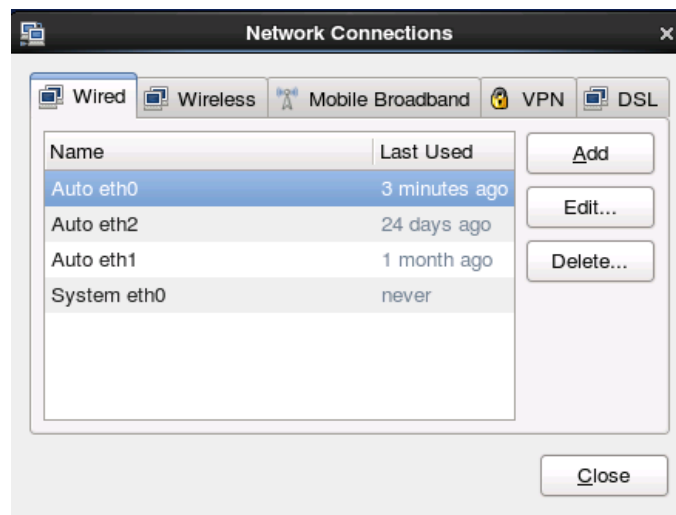 Network Connections
Wired Wireless Mobile Broadband VPN DSL
Name Last Used
Auto eth0 3 minutes ago
Auto eth2 24 days ago
Auto eth1 1 month ago
System eth0 never
Add
Edit...
Delete...
Close